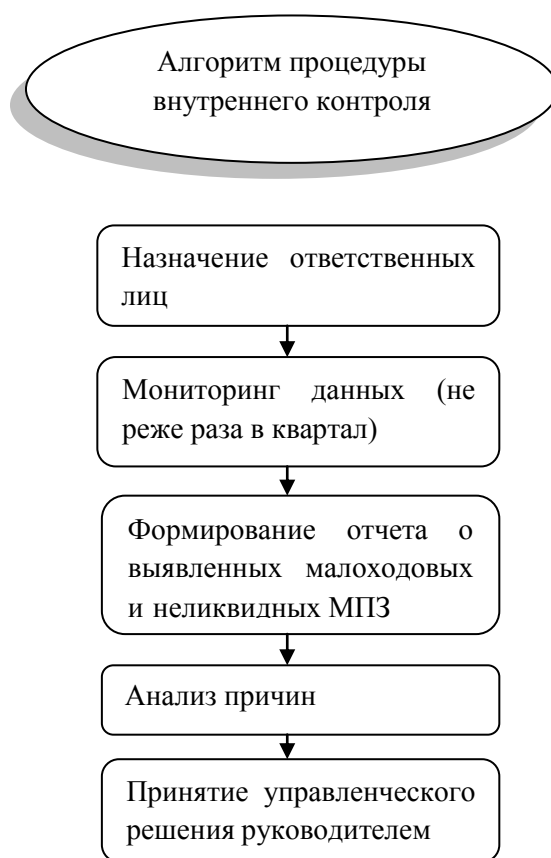 Алгоритм процедуры
внутреннего контроля
Назначение ответственных
лиц
Мониторинг данных (не
реже раза в квартал)
Формирование отчета о
выявленных малоходовых
и неликвидных МПЗ
Анализ причин
Принятие управленческого
решения руководителем